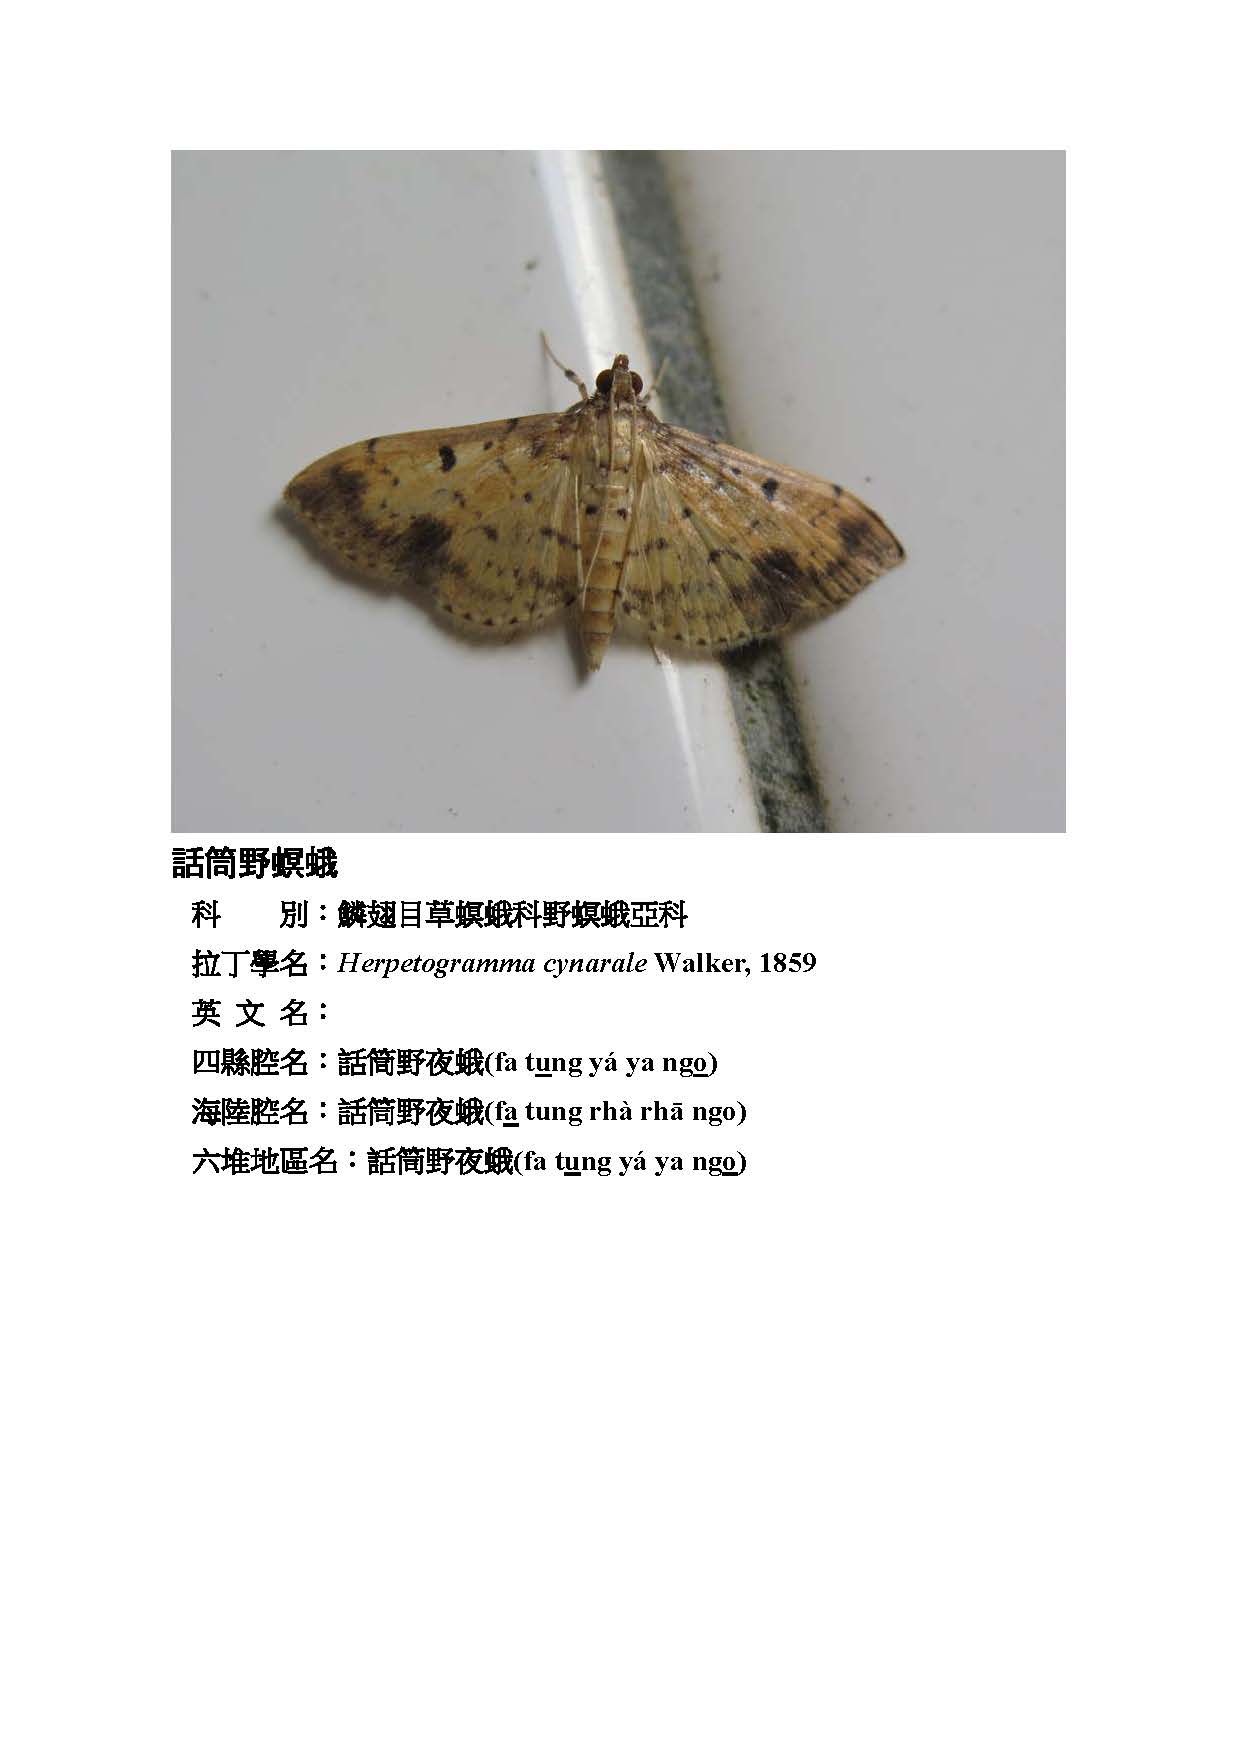 話筒野螟蛾
科　　別：鱗翅目草螟蛾科野螟蛾亞科
拉丁學名：Herpetogramma cynarale Walker, 1859
英 文 名：
四縣腔名：話筒野夜蛾(fa tung yá ya ngo)
海陸腔名：話筒野夜蛾(fa tung rhà rhā ngo)
六堆地區名：話筒野夜蛾(fa tung yá ya ngo)